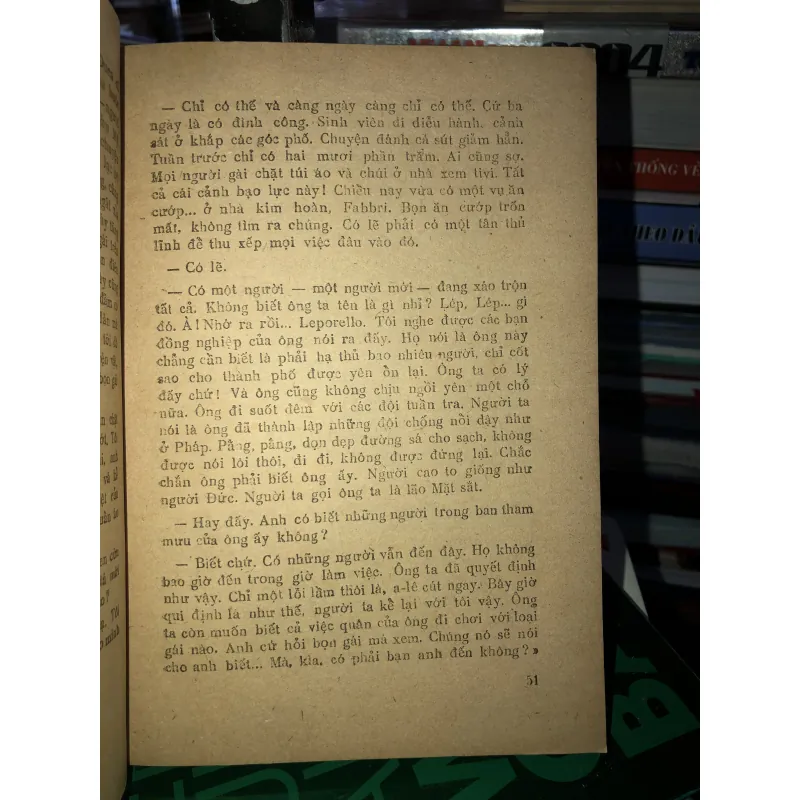 — Chỉ có thế và càng ngày càng chỉ có thế. Cứ ba
ngày là có đình công. Sinh viên đi diễu hành, cảnh
sát ở khắp các góc phố. Chuyện đánh cá sút giảm hẳn.
Tuần trước chỉ có hai mươi phần trăm. Ai cũng sợ.
Mọi người gài chặt túi áo và chúi ở nhà xem tivi. Tất
cả cái cảnh bạo lực này! Chiều nay vừa có một vụ ăn
cướp... ở nhà kim hoàn, Fabbri. Bọn ăn cướp trốn
mất, không tìm ra chúng. Có lẽ phải có một tân thủ
lĩnh để thu xếp mọi việc đâu vào đó.
— Có lẽ.
— Có một người — một người mới — đang xáo trộn
tất cả. Không biết ông ta tên là gì nhỉ? Lép, Lép... gì
đó. À! Nhớ ra rồi... Leporello. Tôi nghe được các bạn
đồng nghiệp của ông nói ra đấy. Họ nói là ông này
chẳng cần biết là phải hạ thủ bao nhiêu người, chỉ cốt
sao cho thành phố được yên ổn lại. Ông ta có lý
đấy chứ! Và ông cũng không chịu ngồi yên một chỗ
nữa. Ông đi suốt đêm với các đội tuần tra. Người ta
nói là ông đã thành lập những đội chống nổi dậy như
ở Pháp. Pằng, pằng, dọn dẹp đường sá cho sạch, không
được nói lôi thôi, đi đi, không được đứng lại. Chắc
chắn ông phải biết ông ấy. Người cao to giống như
người Đức. Nguời ta gọi ông ta là lão Mặt sắt.
— Hay đấy. Anh có biết những người trong ban tham
mưu của ông ấy không?
— Biết chứ. Có những người vẫn đến đây. Họ không
bao giờ đến trong giờ làm việc. Ông ta đã quyết định
như vậy. Chỉ một lỗi lầm thôi là, a-lê cút ngay. Bây giờ
qui định là như thế, người ta kể lại với tôi vậy. Ông
ta còn muốn biết cả việc quân của ông đi chơi với loại
gái nào. Anh cứ hỏi bọn gái mà xem. Chúng nó sẽ nói
cho anh biết... Mà, kìa, có phải bạn anh đến không?»
51